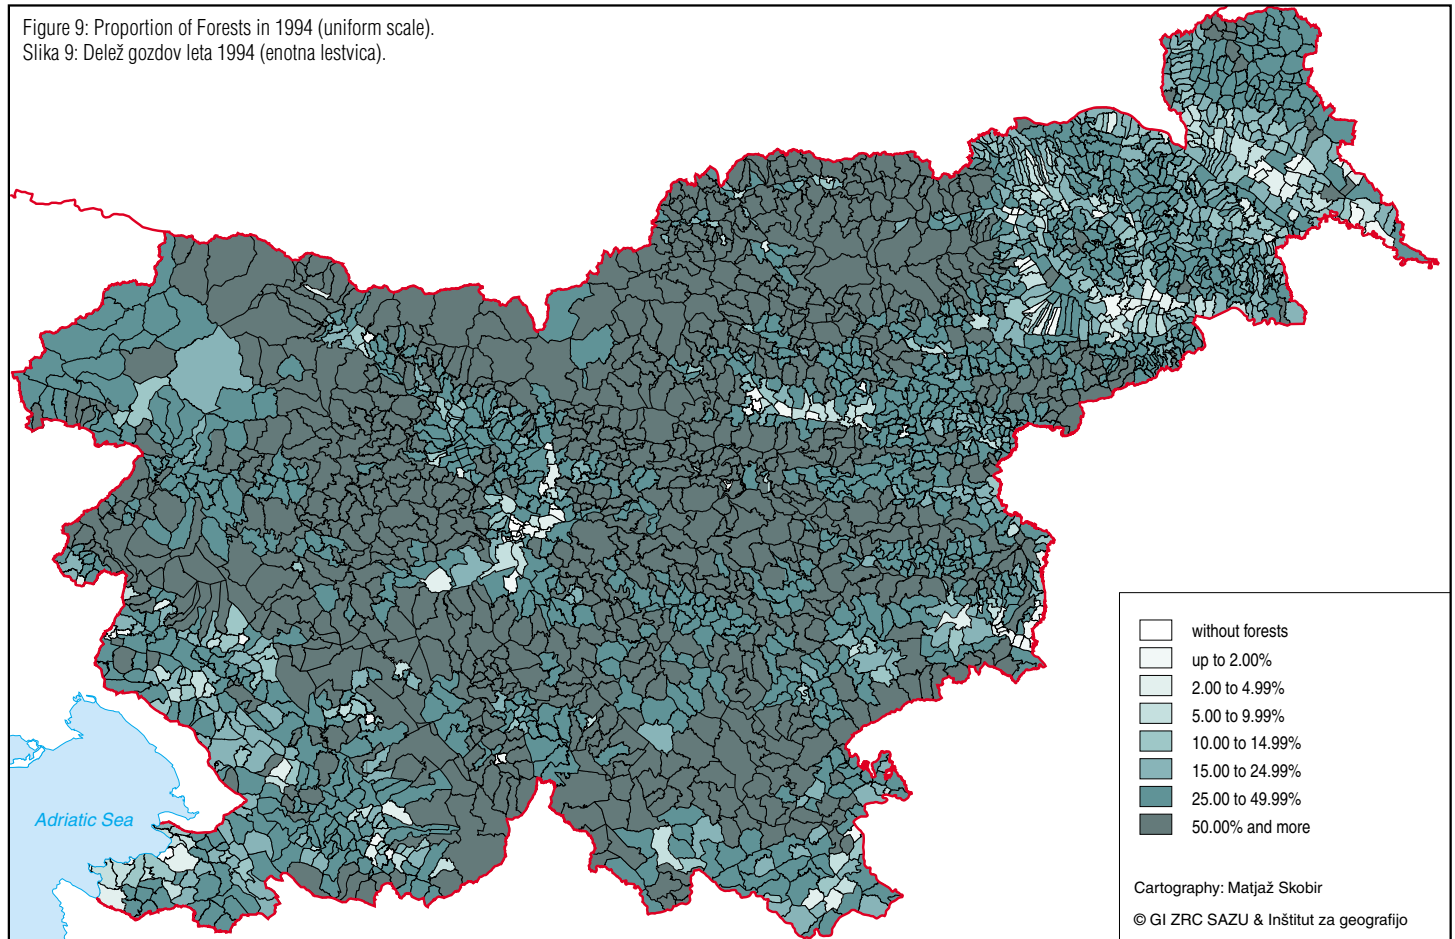 Figure 9: Proportion of Forests in 1994 (uniform scale).
Slika 9: Delež gozdov leta 1994 (enotna lestvica).
Adriatic Sea
without forests
up to 2.00%
2.00 to 4.99%
5.00 to 9.99%
10.00 to 14.99%
15.00 to 24.99%
25.00 to 49.99%
50.00% and more
Cartography: Matjaž Skobir
© GI ZRC SAZU & Inštitut za geografijo